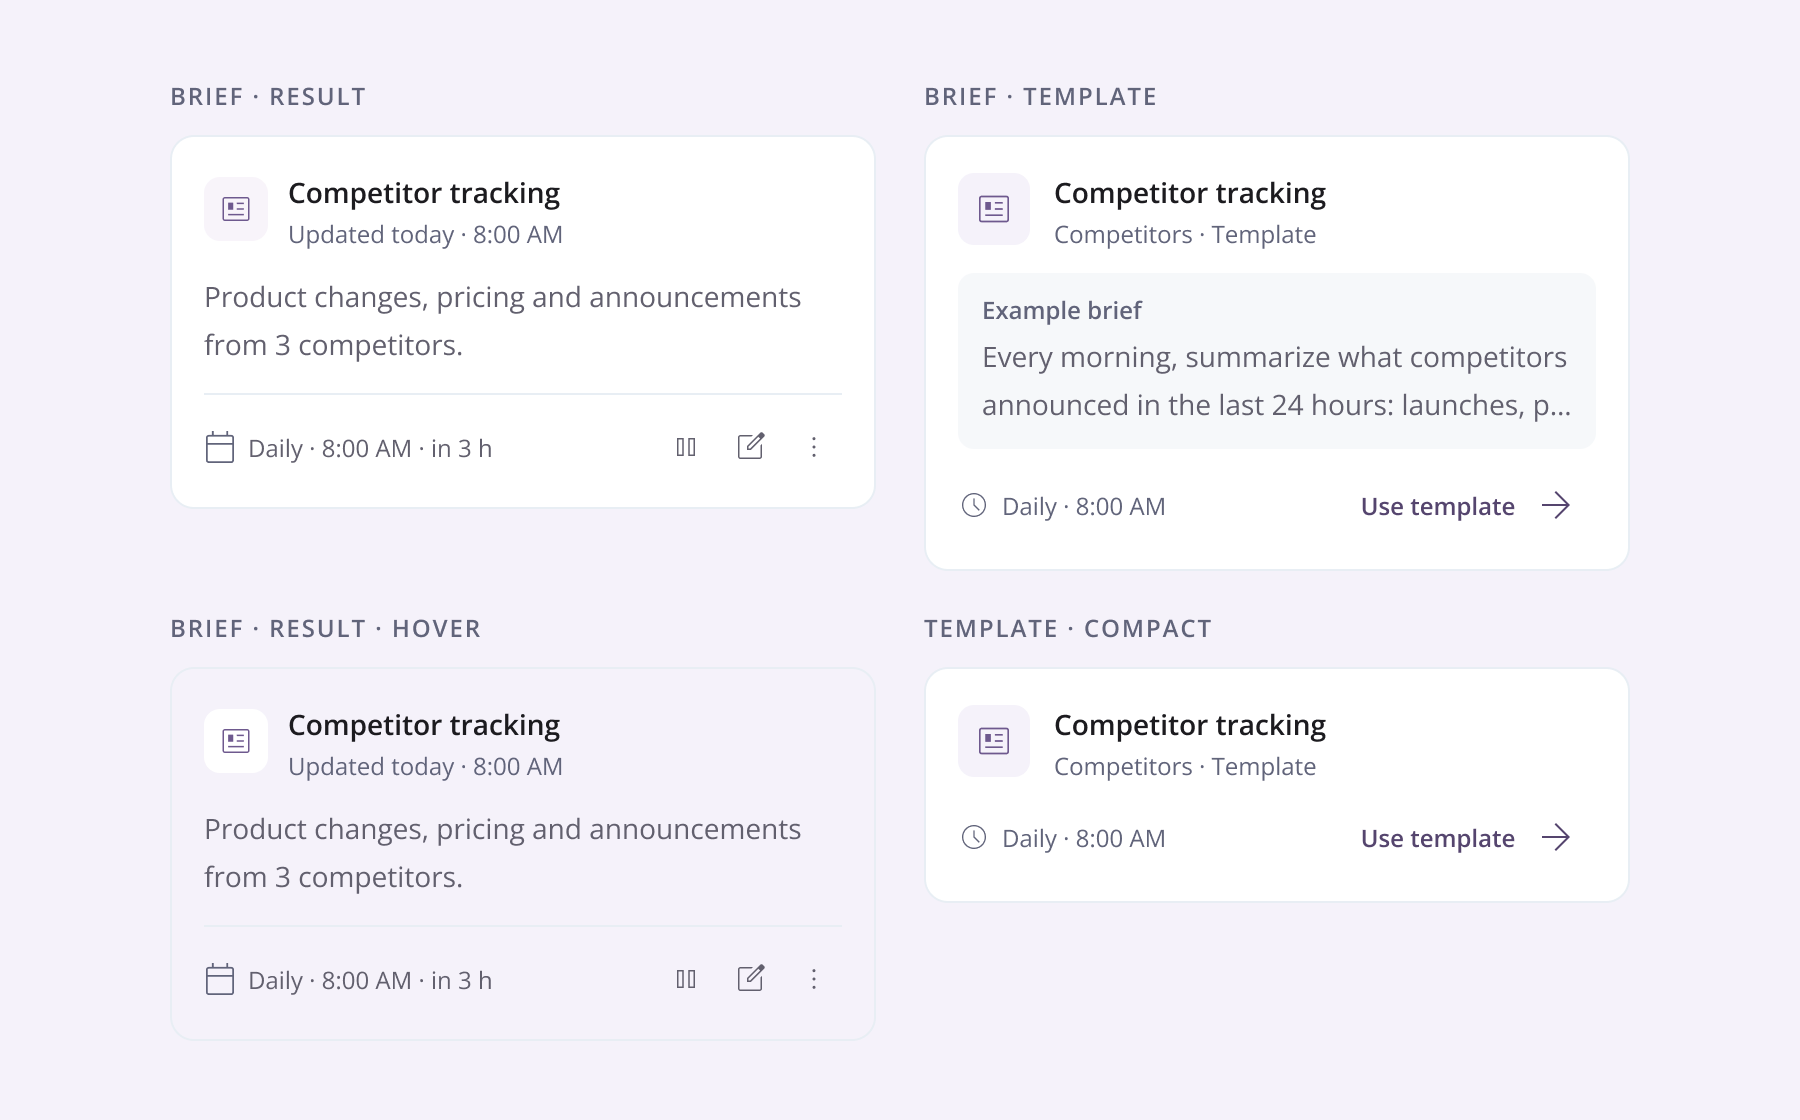 BRIEF · RESULT
Competitor tracking
Updated today · 8:00 AM
Product changes, pricing and announcements
from 3 competitors.
Daily · 8:00 AM · in 3 h
BRIEF · TEMPLATE
Competitor tracking
Competitors · Template
Example brief
Every morning, summarize what competitors
announced in the last 24 hours: launches, p...
Daily · 8:00 AM
Use template
BRIEF · RESULT · HOVER
Competitor tracking
Updated today · 8:00 AM
Product changes, pricing and announcements
from 3 competitors.
Daily · 8:00 AM · in 3 h
TEMPLATE · COMPACT
Competitor tracking
Competitors · Template
Daily · 8:00 AM
Use template